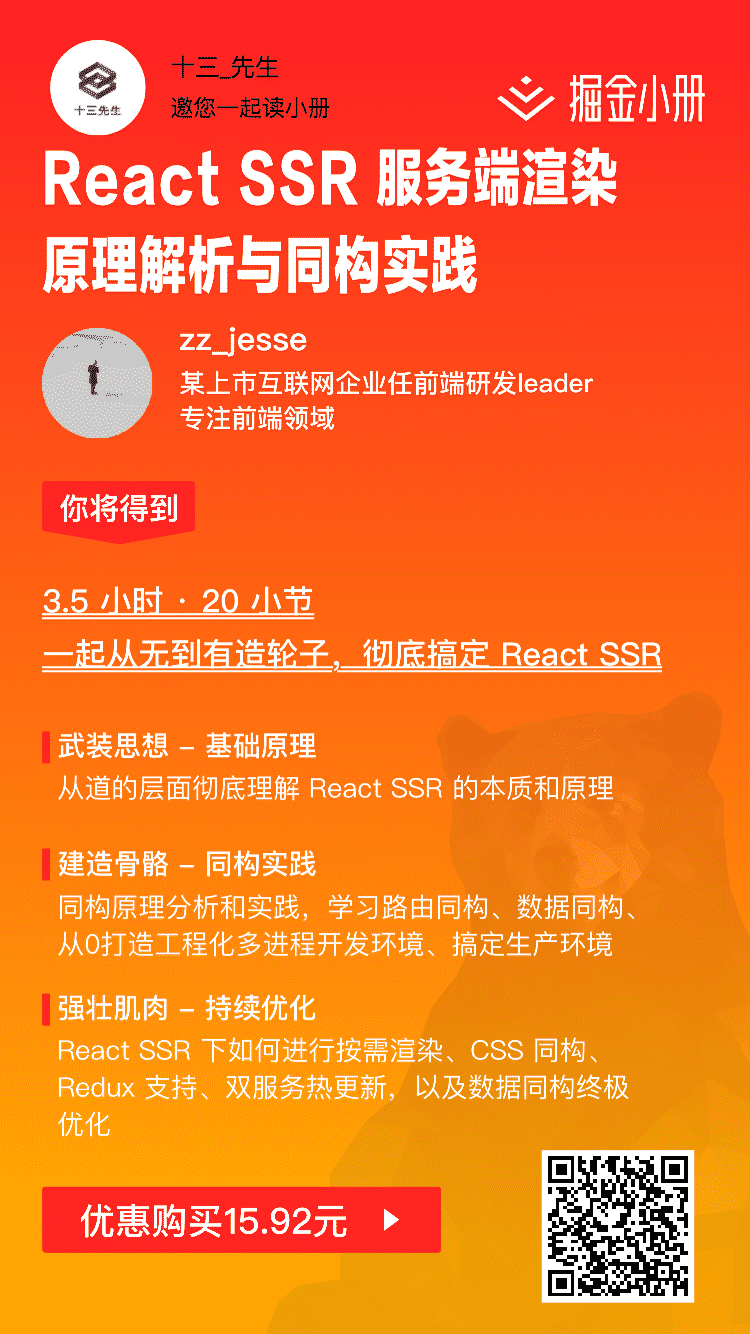 十三_先生
邀您一起读小册
十三先生
掘金小册
React SSR 服务端渲染
原理解析与同构实践
zz_jesse
某上市互联网企业任前端研发leader
专注前端领域
你将得到
3.5 小时 · 20 小节
一起从无到有造轮子，彻底搞定 React SSR
武装思想 – 基础原理
从道的层面彻底理解 React SSR 的本质和原理
建造骨骼 – 同构实践
同构原理分析和实践，学习路由同构、数据同构、
从0打造工程化多进程开发环境、搞定生产环境
强壮肌肉 – 持续优化
React SSR 下如何进行按需渲染、CSS 同构、
Redux 支持、双服务热更新，以及数据同构终极
优化
优惠购买15.92元